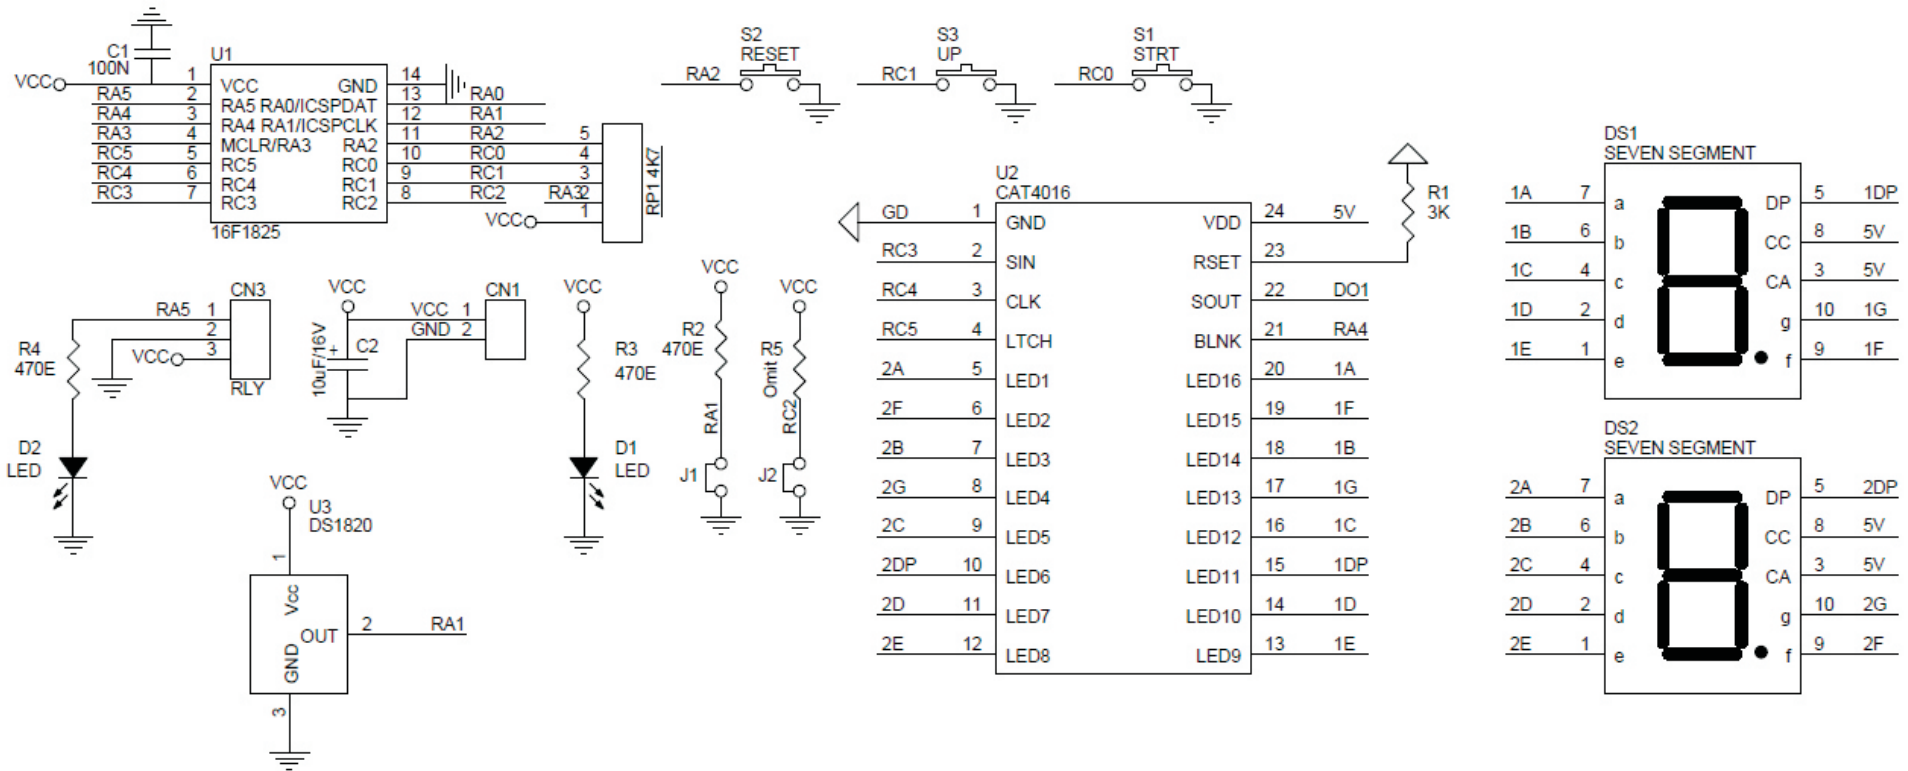 C1
100N
VCC
U1
1 VCC GND 14
RA5 2 RA5 RA0/ICSPDAT 13 RA0
RA4 3 RA4 RA1/ICSPCLK 12 RA1
RA3 4 MCLR/RA3 RA2 11 RA2 5
RC5 5 RC5 RC0 10 RC0 4
RC4 6 RC4 RC1 9 RC1 3
RC3 7 RC3 RC2 8 RC2 RA3 2
VCC 1
16F1825
RP1 4K7
S2
RESET
RA2
S3
UP
RC1
S1
STRT
RC0
CN3
RA5 1
2
VCC 3
RLY
R4
470E
D2
LED
VCC
10uF/16V
+
C2
CN1
VCC 1
GND 2
VCC
R3
470E
D1
LED
VCC
R2
470E
RA1
J1
VCC
R5
Omit
RC2
J2
VCC
U3
DS1820
1
Vcc
OUT 2 RA1
GND
3
U2
CAT4016
GD 1 GND VDD 24 5V
RC3 2 SIN RSET 23
RC4 3 CLK SOUT 22 DO1
RC5 4 LTCH BLNK 21 RA4
2A 5 LED1 LED16 20 1A
2F 6 LED2 LED15 19 1F
2B 7 LED3 LED14 18 1B
2G 8 LED4 LED13 17 1G
2C 9 LED5 LED12 16 1C
2DP 10 LED6 LED11 15 1DP
2D 11 LED7 LED10 14 1D
2E 12 LED8 LED9 13 1E
R1
3K
DS1
SEVEN SEGMENT
1A 7 a DP 5 1DP
1B 6 b CC 8 5V
1C 4 c CA 3 5V
1D 2 d g 10 1G
1E 1 e f 9 1F
DS2
SEVEN SEGMENT
2A 7 a DP 5 2DP
2B 6 b CC 8 5V
2C 4 c CA 3 5V
2D 2 d g 10 2G
2E 1 e f 9 2F